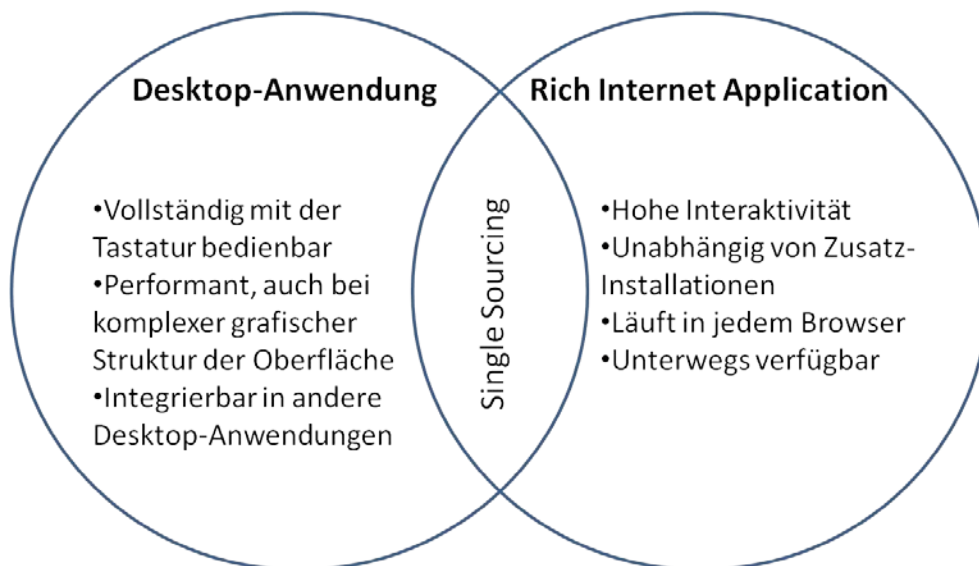 Desktop-Anwendung
•Vollständig mit der
Tastatur bedienbar
•Performant, auch bei
komplexer grafischer
Struktur der Oberfläche
•Integrierbar in andere
Desktop-Anwendungen
Single Sourcing
Rich Internet Application
•Hohe Interaktivität
•Unabhängig von Zusatz-
Installationen
•Läuft in jedem Browser
•Unterwegs verfügbar